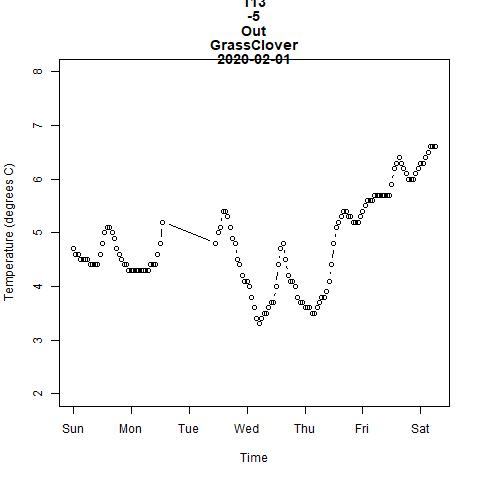 T13
-5
Out
GrassClover
2020-02-01
Temperature (degrees C)
8
7
6
5
4
3
2
Sun Mon Tue Wed Thu Fri Sat
Time